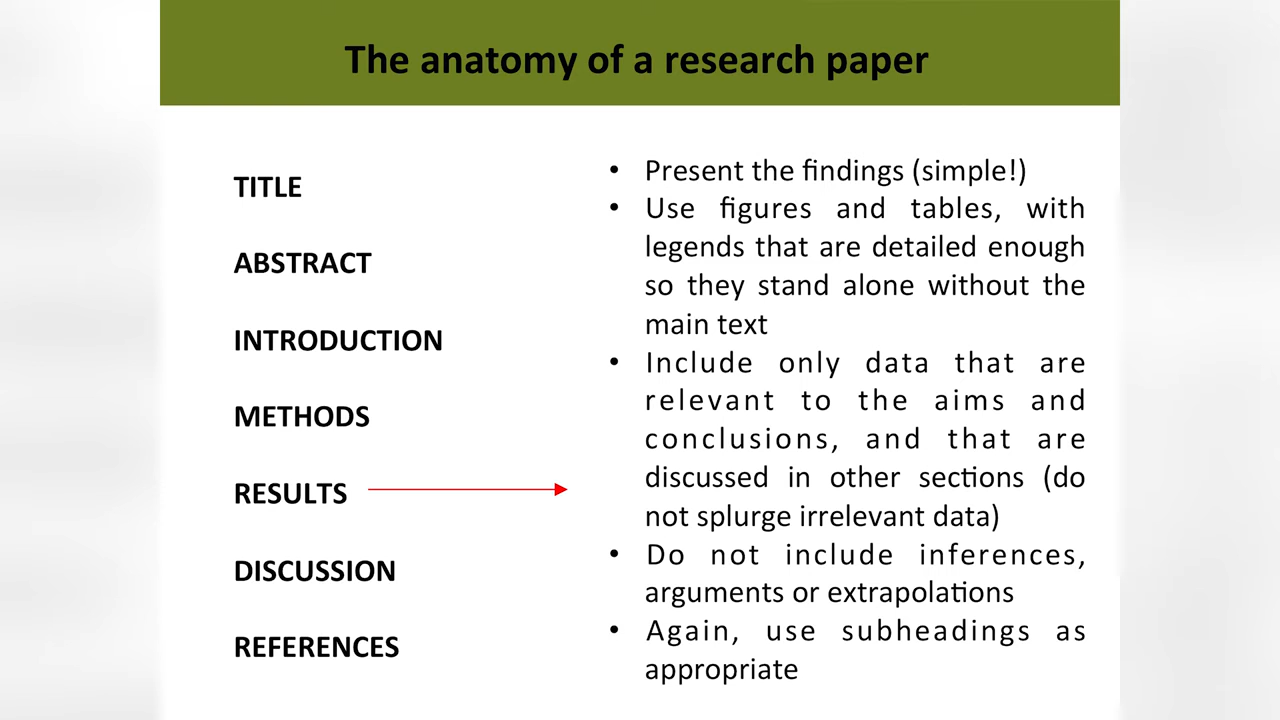 The anatomy of a research paper
TITLE
ABSTRACT
INTRODUCTION
METHODS
RESULTS
DISCUSSION
REFERENCES
• Present the findings (simple!)
• Use figures and tables, with
legends that are detailed enough
so they stand alone without the
main text
• Include only data that are
relevant to the aims and
conclusions, and that are
discussed in other sections (do
not splurge irrelevant data)
• Do not include inferences,
arguments or extrapolations
• Again, use subheadings as
appropriate